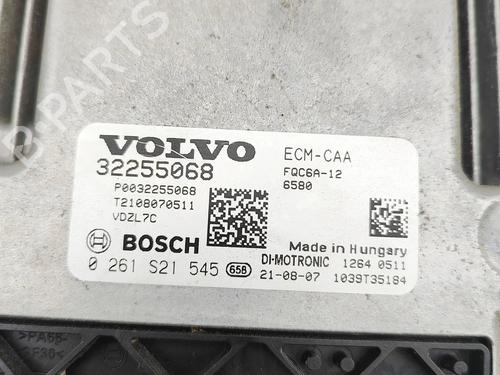 B-PARTS
VOLVO
32255068
P0032255068
T2108070511
VDZL7C
ECM-CAA
FQC6A-12
6580
BOSCH
0 261 S21 545 658
Made in Hungary
DI-MOTRONIC 1264 0511
21-08-07 1039T35184
>PA66-